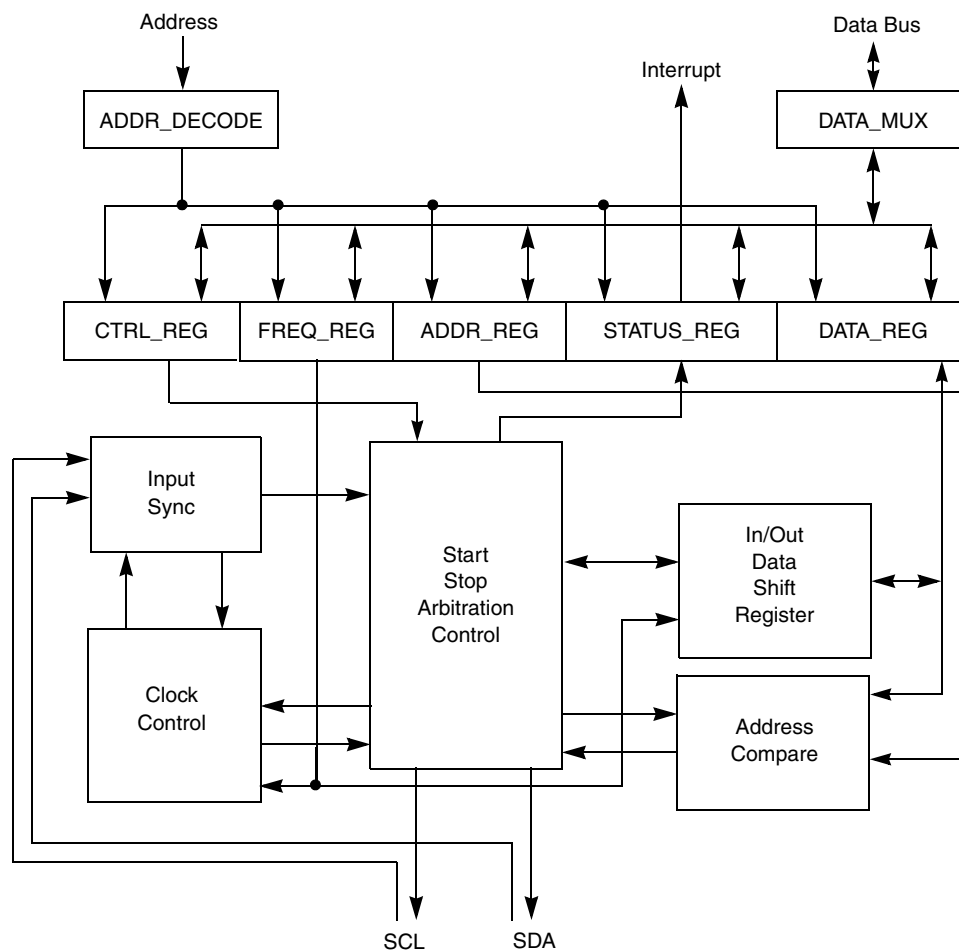 Address
Data Bus
Interrupt
ADDR_DECODE
DATA_MUX
CTRL_REG
FREQ_REG
ADDR_REG
STATUS_REG
DATA_REG
Input
Sync
Start
Stop
Arbitration
Control
In/Out
Data
Shift
Register
Clock
Control
Address
Compare
SCL
SDA